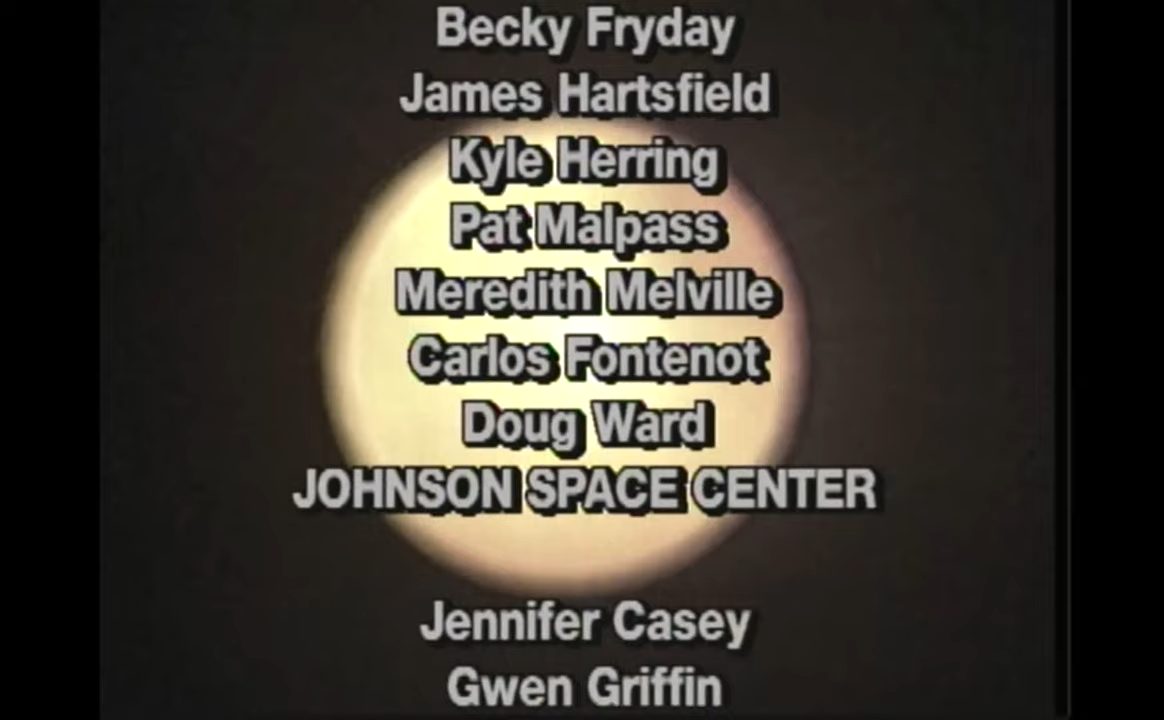 Becky Fryday
James Hartsfield
Kyle Herring
Pat Malpass
Meredith Melville
Carlos Fontenot
Doug Ward
JOHNSON SPACE CENTER
Jennifer Casey
Gwen Griffin